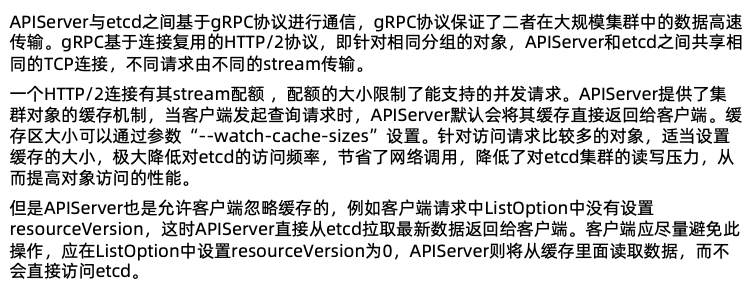 APIServer与etcd之间基于gRPC协议进行通信，gRPC协议保证了二者在大规模集群中的数据高速
传输。gRPC基于连接复用的HTTP/2协议，即针对相同分组的对象，APIServer和etcd之间共享相
同的TCP连接，不同请求由不同的stream传输。
一个HTTP/2连接有其stream配额 ，配额的大小限制了能支持的并发请求。APIServer提供了集
群对象的缓存机制，当客户端发起查询请求时，APIServer默认会将其缓存直接返回给客户端。缓
存区大小可以通过参数“--watch-cache-sizes”设置。针对访问请求比较多的对象，适当设置
缓存的大小，极大降低对etcd的访问频率，节省了网络调用，降低了对etcd集群的读写压力，从
而提高对象访问的性能。
但是APIServer也是允许客户端忽略缓存的，例如客户端请求中ListOption中没有设置
resourceVersion，这时APIServer直接从etcd拉取最新数据返回给客户端。客户端应尽量避免此
操作，应在ListOption中设置resourceVersion为0，APIServer则将从缓存里面读取数据，而不
会直接访问etcd。